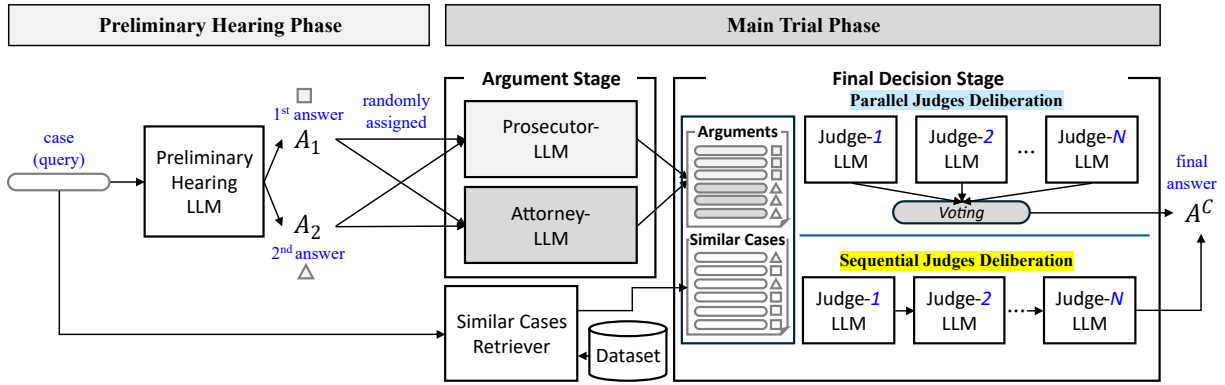 Preliminary Hearing Phase
Main Trial Phase
case
(query)
Preliminary
Hearing
LLM
1st answer
A1
A2
2nd answer
randomly
assigned
Argument Stage
Prosecutor-
LLM
Attorney-
LLM
Similar Cases
Retriever
Dataset
Final Decision Stage
Arguments
Similar Cases
Parallel Judges Deliberation
Judge-1
LLM
Judge-2
LLM
...
Judge-N
LLM
Voting
Sequential Judges Deliberation
Judge-1
LLM
Judge-2
LLM
...
Judge-N
LLM
final
answer
A^C